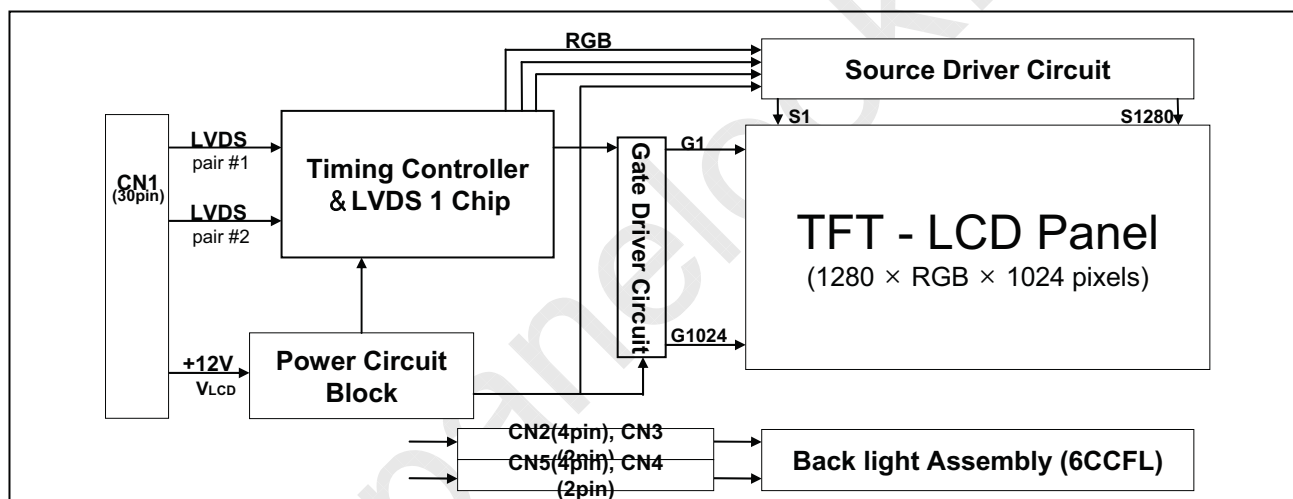 RGB
Source Driver Circuit
S1
S1280
CN1
(30pin)
LVDS
pair #1
LVDS
pair #2
Timing Controller
& LVDS 1 Chip
Gate Driver Circuit
G1
G1024
TFT - LCD Panel
(1280 × RGB × 1024 pixels)
+12V
VLCD
Power Circuit
Block
CN2(4pin), CN3
(2pin)
CN5(4pin), CN4
(2pin)
Back light Assembly (6CCFL)